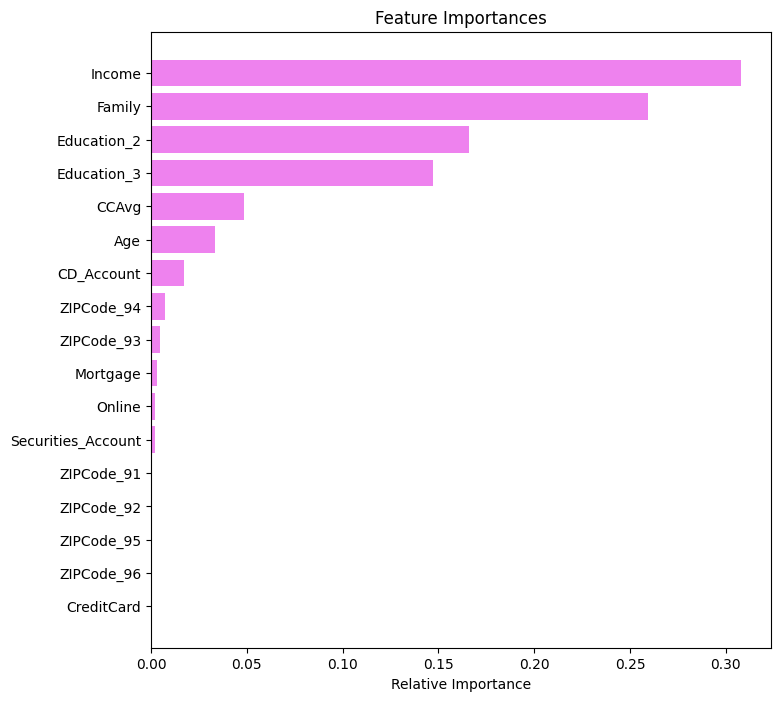 Feature Importances
Income
Family
Education_2
Education_3
CCAvg
Age
CD_Account
ZIPCode_94
ZIPCode_93
Mortgage
Online
Securities_Account
ZIPCode_91
ZIPCode_92
ZIPCode_95
ZIPCode_96
CreditCard
0.00 0.05 0.10 0.15 0.20 0.25 0.30
Relative Importance